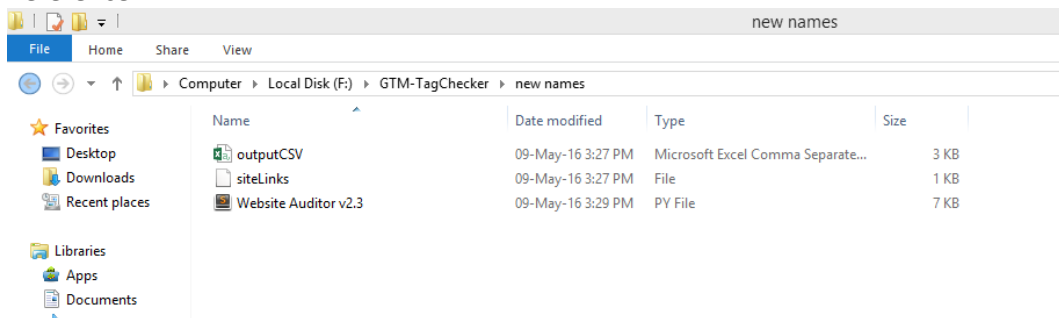 new names
File Home Share View
Computer Local Disk (F:) GTM-TagChecker new names
Name Date modified Type Size
Favorites
Desktop outputCSV 09-May-16 3:27 PM Microsoft Excel Comma Separate... 3 KB
Downloads siteLinks 09-May-16 3:27 PM File 1 KB
Recent places Website Auditor v2.3 09-May-16 3:29 PM PY File 7 KB
Libraries
Apps
Documents